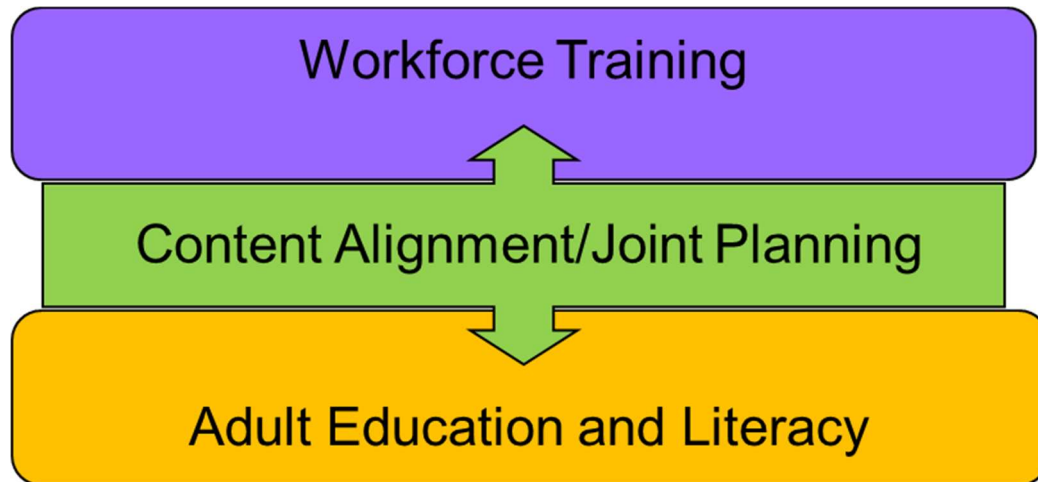 Workforce Training
Content Alignment/Joint Planning
Adult Education and Literacy